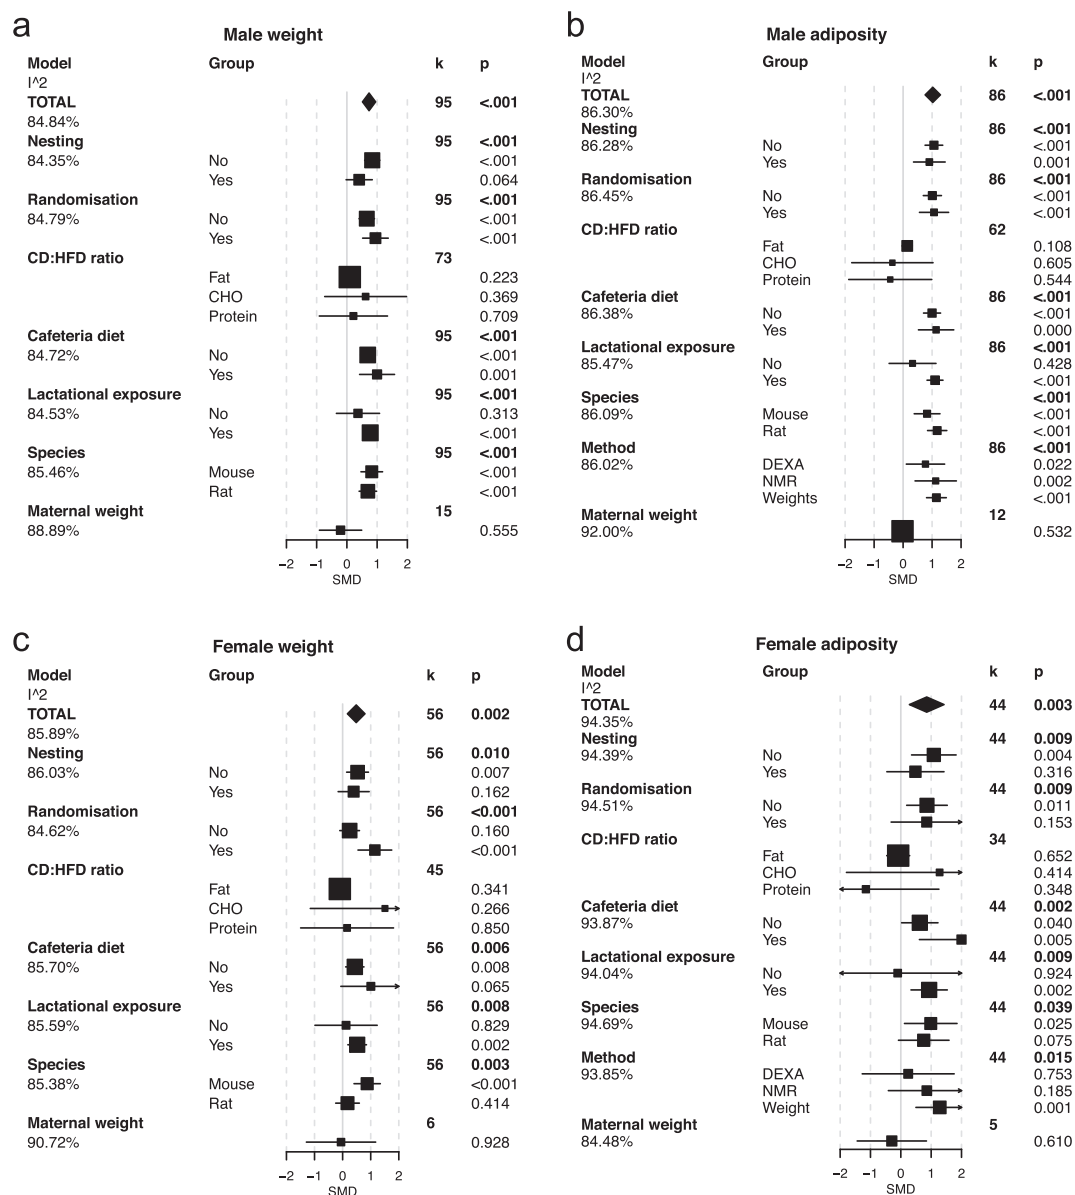 a
Male weight
Model Group k p
I^2
TOTAL 95 <.001
84.84%
Nesting 95 <.001
84.35% No <.001
Yes 0.064
Randomisation 95 <.001
84.79% No <.001
Yes <.001
CD:HFD ratio 73
Fat 0.223
CHO 0.369
Protein 0.709
Cafeteria diet 95 <.001
84.72% No <.001
Yes 0.001
Lactational exposure 95 <.001
84.53% No 0.313
Yes <.001
Species 95 <.001
85.46% Mouse <.001
Rat <.001
Maternal weight 15
88.89% 0.555
−2 −1 0 1 2
SMD
b
Male adiposity
Model Group k p
I^2
TOTAL 86 <.001
86.30%
Nesting 86 <.001
86.28% No <.001
Yes 0.001
Randomisation 86 <.001
86.45% No <.001
Yes <.001
CD:HFD ratio 62
Fat 0.108
CHO 0.605
Protein 0.544
Cafeteria diet 86 <.001
86.38% No <.001
Yes 0.000
Lactational exposure 86 <.001
85.47% No 0.428
Yes <.001
Species <.001
86.09% Mouse <.001
Rat <.001
Method 86 <.001
86.02% DEXA 0.022
NMR 0.002
Weights <.001
Maternal weight 12
92.00% 0.532
−2 −1 0 1 2
SMD
c
Female weight
Model Group k p
I^2
TOTAL 56 0.002
85.89%
Nesting 56 0.010
86.03% No 0.007
Yes 0.162
Randomisation 56 <0.001
84.62% No 0.160
Yes <0.001
CD:HFD ratio 45
Fat 0.341
CHO 0.266
Protein 0.850
Cafeteria diet 56 0.006
85.70% No 0.008
Yes 0.065
Lactational exposure 56 0.008
85.59% No 0.829
Yes 0.002
Species 56 0.003
85.38% Mouse <0.001
Rat 0.414
Maternal weight 6
90.72% 0.928
−2 −1 0 1 2
SMD
d
Female adiposity
Model Group k p
I^2
TOTAL 44 0.003
94.35%
Nesting 44 0.009
94.39% No 0.004
Yes 0.316
Randomisation 44 0.009
94.51% No 0.011
Yes 0.153
CD:HFD ratio 34
Fat 0.652
CHO 0.414
Protein 0.348
Cafeteria diet 44 0.002
93.87% No 0.040
Yes 0.005
Lactational exposure 44 0.009
94.04% No 0.924
Yes 0.002
Species 44 0.039
94.69% Mouse 0.025
Rat 0.075
Method 44 0.015
93.85% DEXA 0.753
NMR 0.185
Weight 0.001
Maternal weight 5
84.48% 0.610
−2 −1 0 1 2
SMD